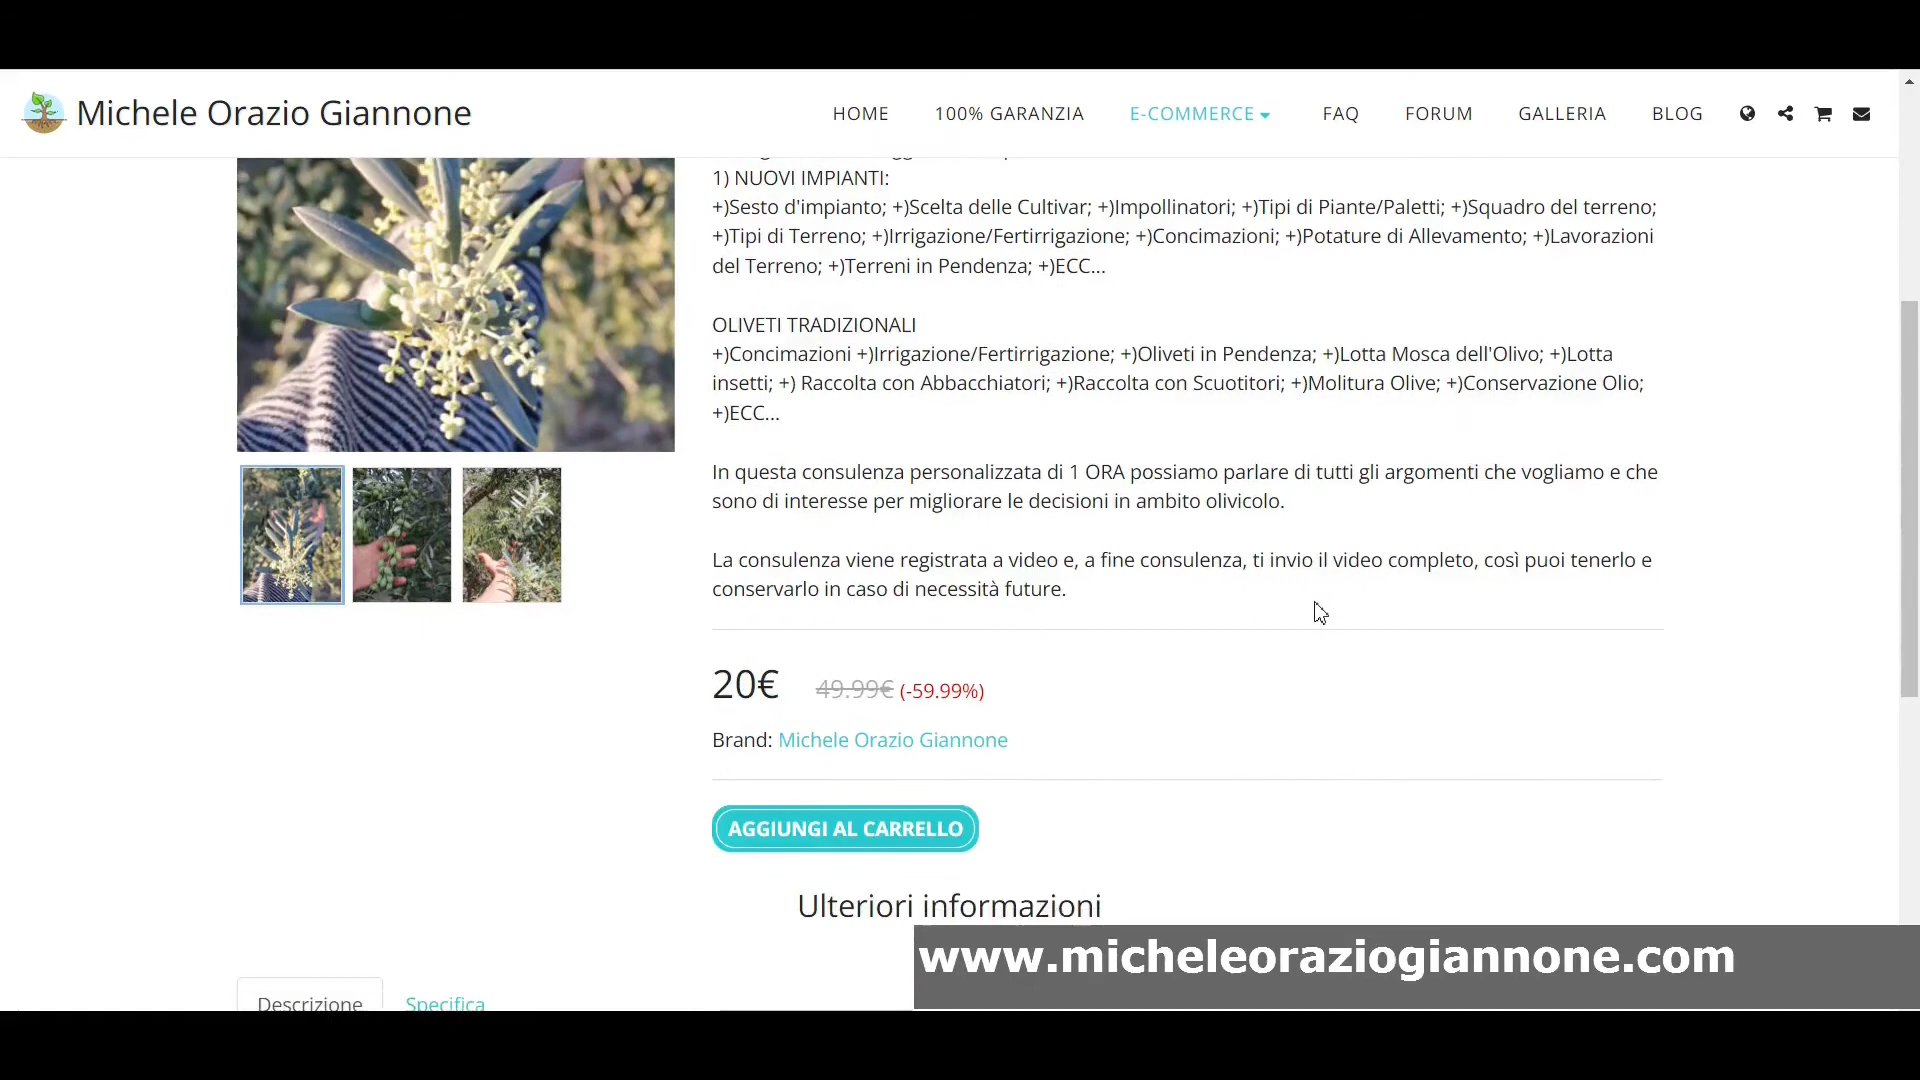 Michele Orazio Giannone
HOME 100% GARANZIA E-COMMERCE FAQ FORUM GALLERIA BLOG
1) NUOVI IMPIANTI:
+)Sesto d'impianto; +)Scelta delle Cultivar; +)Impollinatori; +)Tipi di Piante/Paletti; +)Squadro del terreno;
+)Tipi di Terreno; +)Irrigazione/Fertirrigazione; +)Concimazioni; +)Potature di Allevamento; +)Lavorazioni
del Terreno; +)Terreni in Pendenza; +)ECC...
OLIVETI TRADIZIONALI
+)Concimazioni +)Irrigazione/Fertirrigazione; +)Oliveti in Pendenza; +)Lotta Mosca dell'Olivo; +)Lotta
insetti; +) Raccolta con Abbacchiatori; +)Raccolta con Scuotitori; +)Molitura Olive; +)Conservazione Olio;
+)ECC...
In questa consulenza personalizzata di 1 ORA possiamo parlare di tutti gli argomenti che vogliamo e che
sono di interesse per migliorare le decisioni in ambito olivicolo.
La consulenza viene registrata a video e, a fine consulenza, ti invio il video completo, così puoi tenerlo e
conservarlo in caso di necessità future.
20€ 49.99€ (-59.99%)
Brand: Michele Orazio Giannone
AGGIUNGI AL CARRELLO
Ulteriori informazioni
www.micheleoraziogiannone.com
Descrizione Specifica